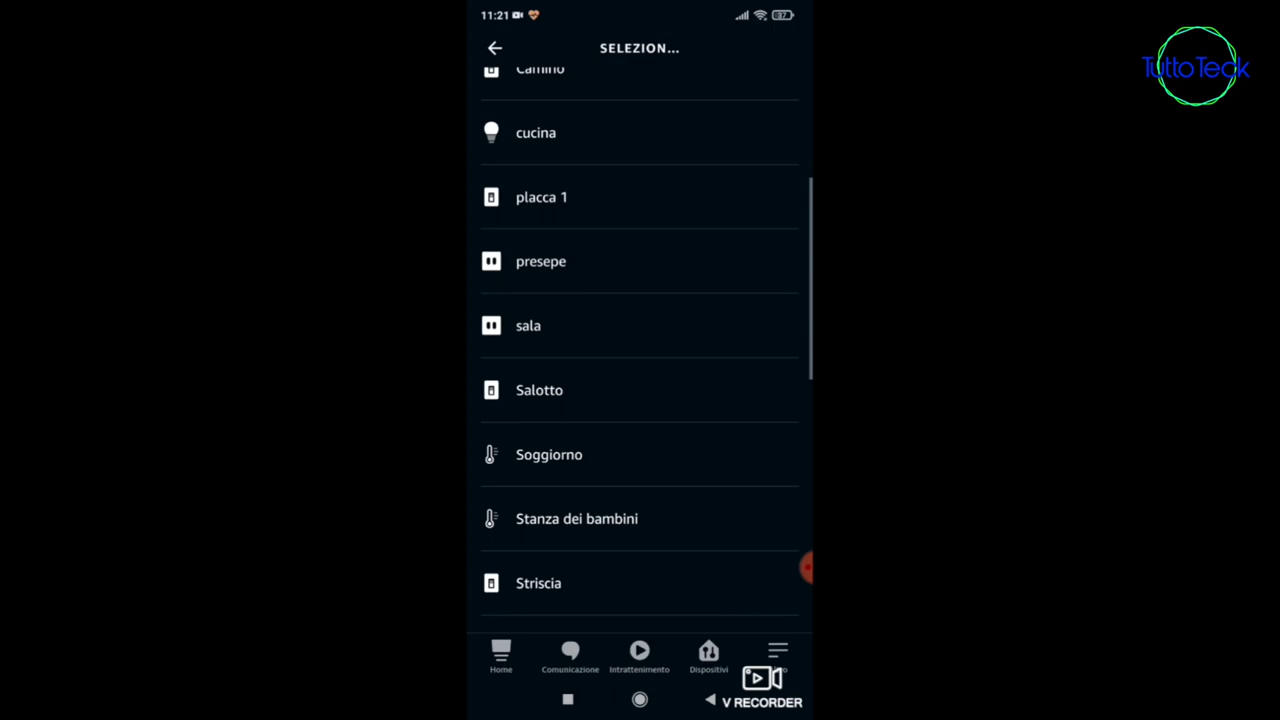 11:21
87
SELEZION...
TuttoTeck
Camino
cucina
placca 1
presepe
sala
Salotto
Soggiorno
Stanza dei bambini
Striscia
Home
Comunicazione
Intrattenimento
Dispositivi
V RECORDER